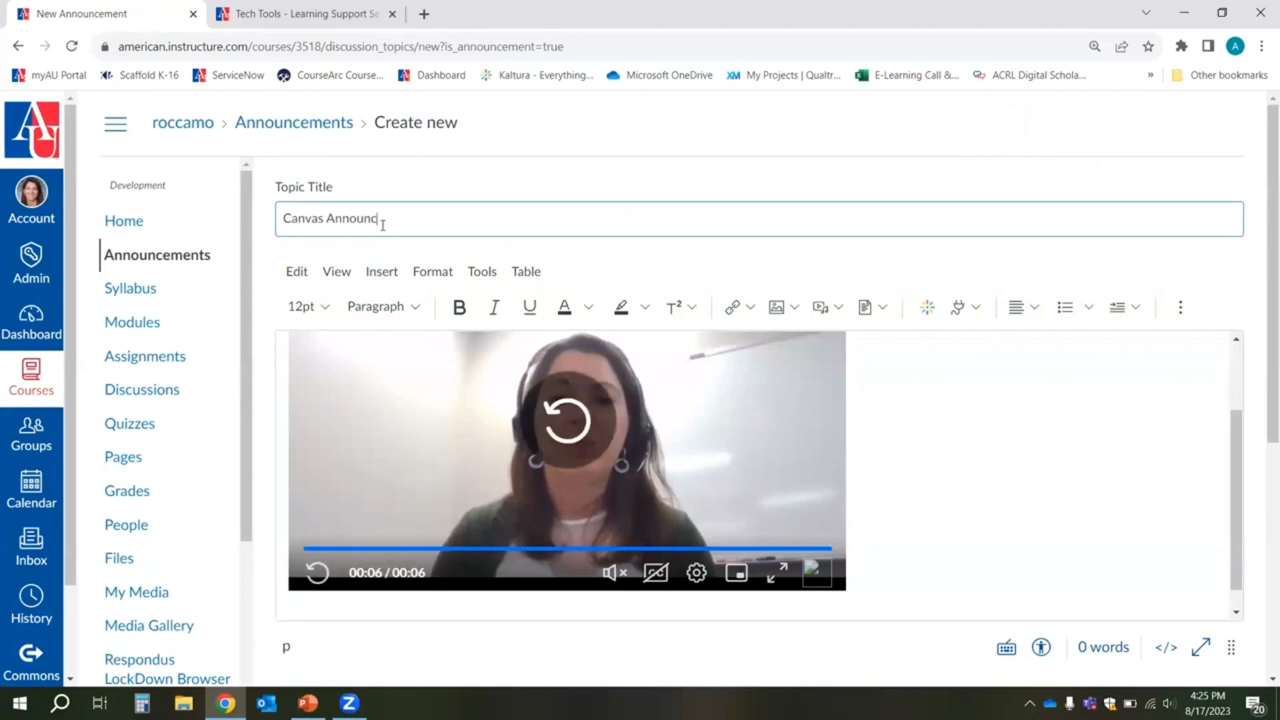 New Announcement
Tech Tools - Learning Support Se
american.instructure.com/courses/3518/discussion_topics/new?is_announcement=true
A
myAU Portal
Scaffold K-16
ServiceNow
CourseArc Course...
Dashboard
Kaltura - Everything...
Microsoft OneDrive
XM My Projects (Qualtr...
E-Learning Call &...
ACRL Digital Schola...
»
Other bookmarks
AU
roccamo > Announcements > Create new
Account
Admin
Dashboard
Courses
Groups
Calendar
Inbox
History
Commons
Development
Home
Announcements
Syllabus
Modules
Assignments
Discussions
Quizzes
Pages
Grades
People
Files
My Media
Media Gallery
Respondus
LockDown Browser
Topic Title
Canvas Announc
Edit View Insert Format Tools Table
12pt Paragraph B I U A T²
00:06 / 00:06
p
0 words </>
4:25 PM
8/17/2023
20